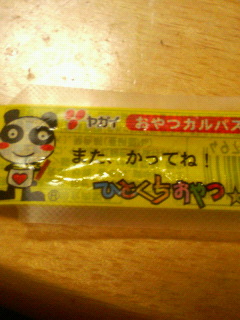 ヤガイ おやつカルパス
また、かってね!
ひとくちおやつ☆